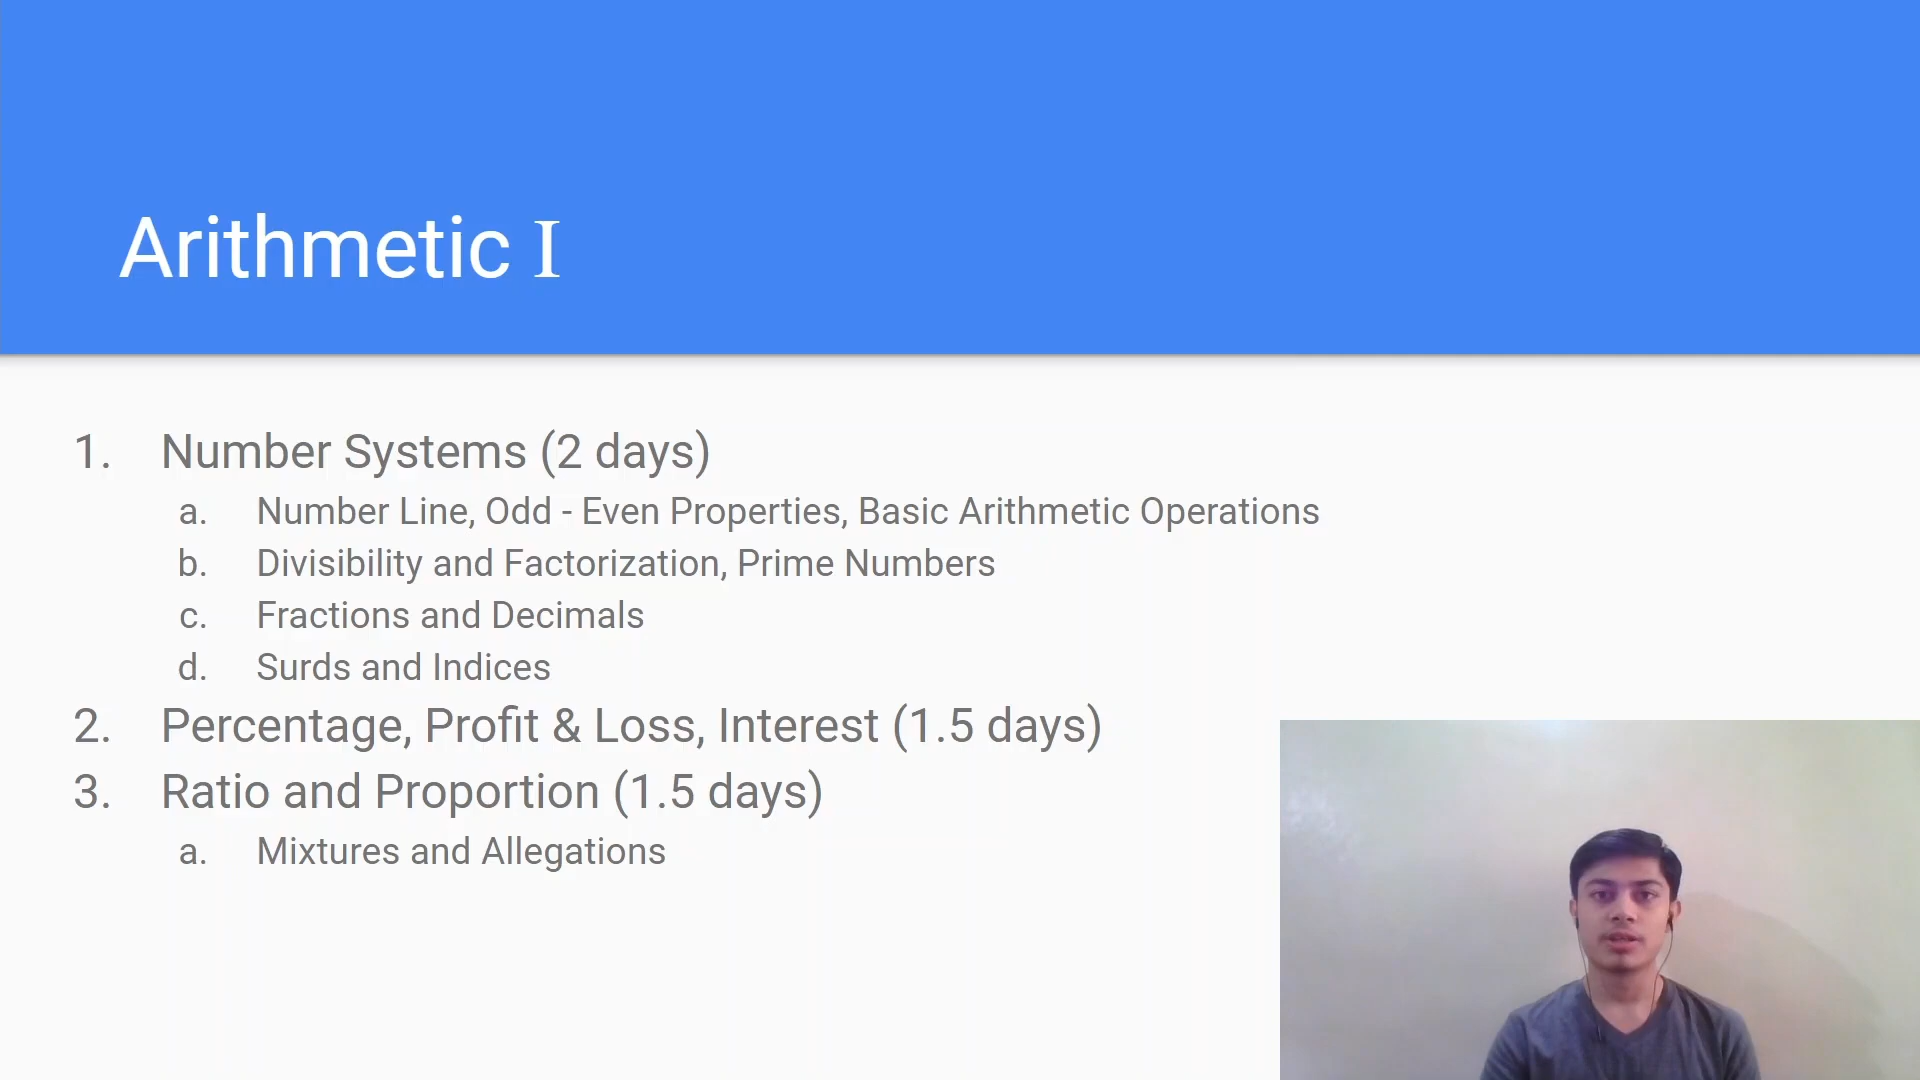 Arithmetic I
1. Number Systems (2 days)
a. Number Line, Odd - Even Properties, Basic Arithmetic Operations
b. Divisibility and Factorization, Prime Numbers
c. Fractions and Decimals
d. Surds and Indices
2. Percentage, Profit & Loss, Interest (1.5 days)
3. Ratio and Proportion (1.5 days)
a. Mixtures and Allegations